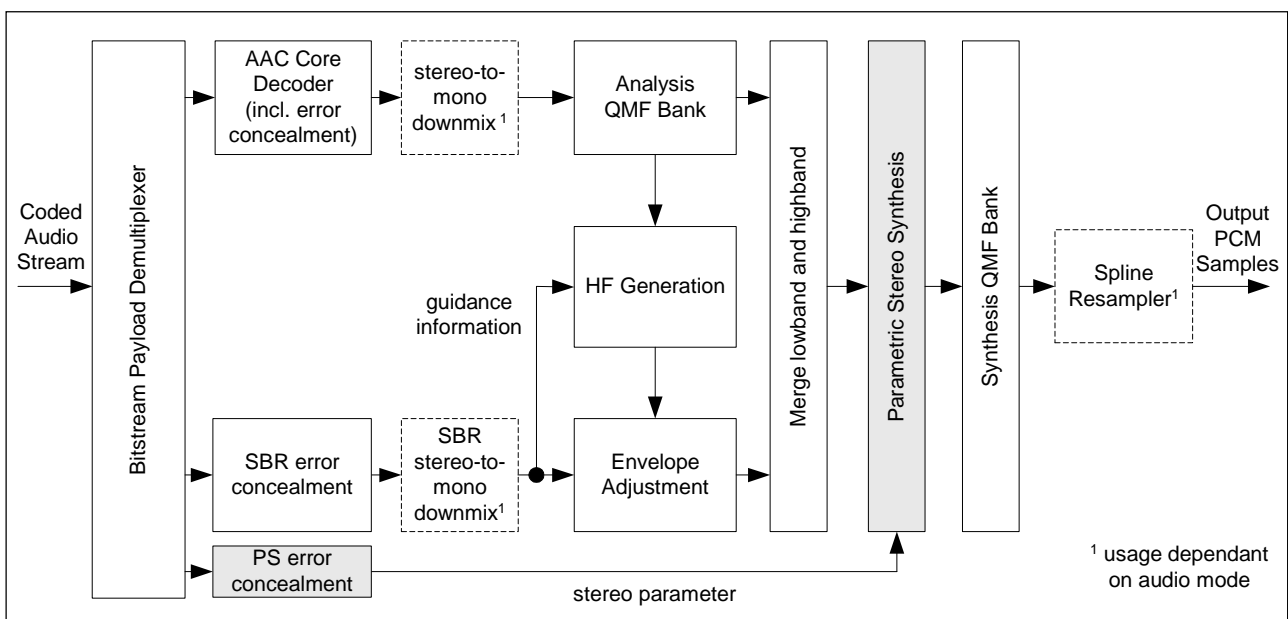 Coded
Audio
Stream
Bitstream Payload Demultiplexer
AAC Core
Decoder
(incl. error
concealment)
stereo-to-
mono
downmix 1
Analysis
QMF Bank
HF Generation
guidance
information
SBR error
concealment
SBR
stereo-to-
mono
downmix1
Envelope
Adjustment
PS error
concealment
stereo parameter
Merge lowband and highband
Parametric Stereo Synthesis
Synthesis QMF Bank
Spline
Resampler1
Output
PCM
Samples
1 usage dependant
on audio mode